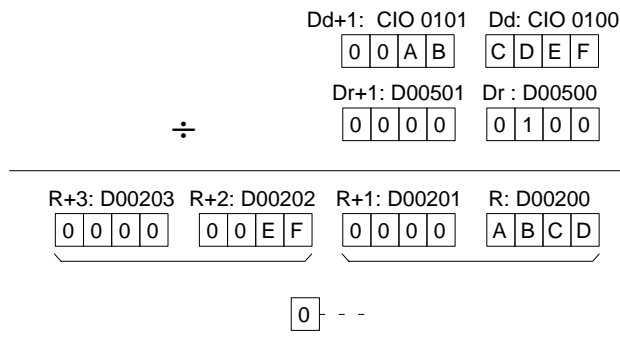 Dd+1: CIO 0101 Dd: CIO 0100
0 0 A B C D E F
Dr+1: D00501 Dr : D00500
÷ 0 0 0 0 0 1 0 0
R+3: D00203 R+2: D00202 R+1: D00201 R: D00200
0 0 0 0 0 0 E F 0 0 0 0 A B C D
0 - - -